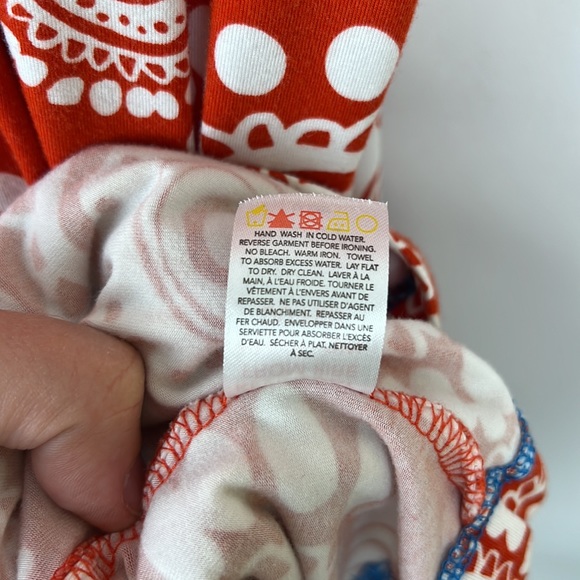 HAND WASH IN COLD WATER.
REVERSE GARMENT BEFORE IRONING,
NO BLEACH. WARM IRON. TOWEL
TO ABSORB EXCESS WATER. LAY FLAT
TO DRY. DRY CLEAN. LAVER À LA
MAIN, À L'EAU FROIDE. TOURNER LE
VÊTEMENT À L'ENVERS AVANT DE
REPASSER. NE PAS UTILISER D'AGENT
DE BLANCHIMENT. REPASSER AU
FER CHAUD. ENVELOPPER DANS UNE
SERVIETTE POUR ABSORBER L'EXCÈS
D'EAU. SÉCHER À PLAT. NETTOYER
À SEC.